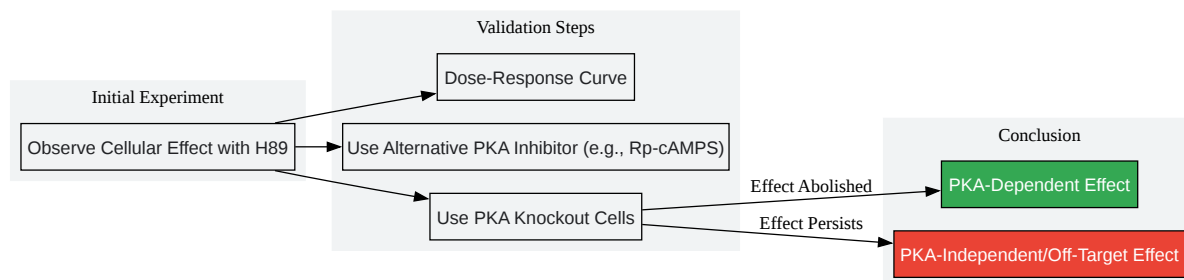 Initial Experiment
Observe Cellular Effect with H89
Validation Steps
Dose-Response Curve
Use Alternative PKA Inhibitor (e.g., Rp-cAMPS)
Use PKA Knockout Cells
Effect Abolished
Effect Persists
Conclusion
PKA-Dependent Effect
PKA-Independent/Off-Target Effect